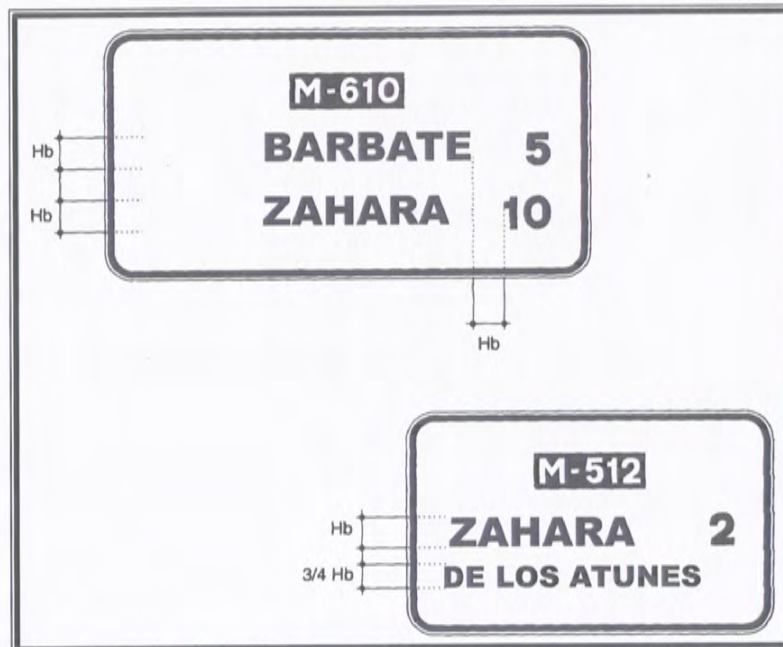 M-610
Hb
BARBATE 5
Hb
ZAHARA 10
Hb
M-512
Hb
ZAHARA 2
3/4 Hb
DE LOS ATUNES